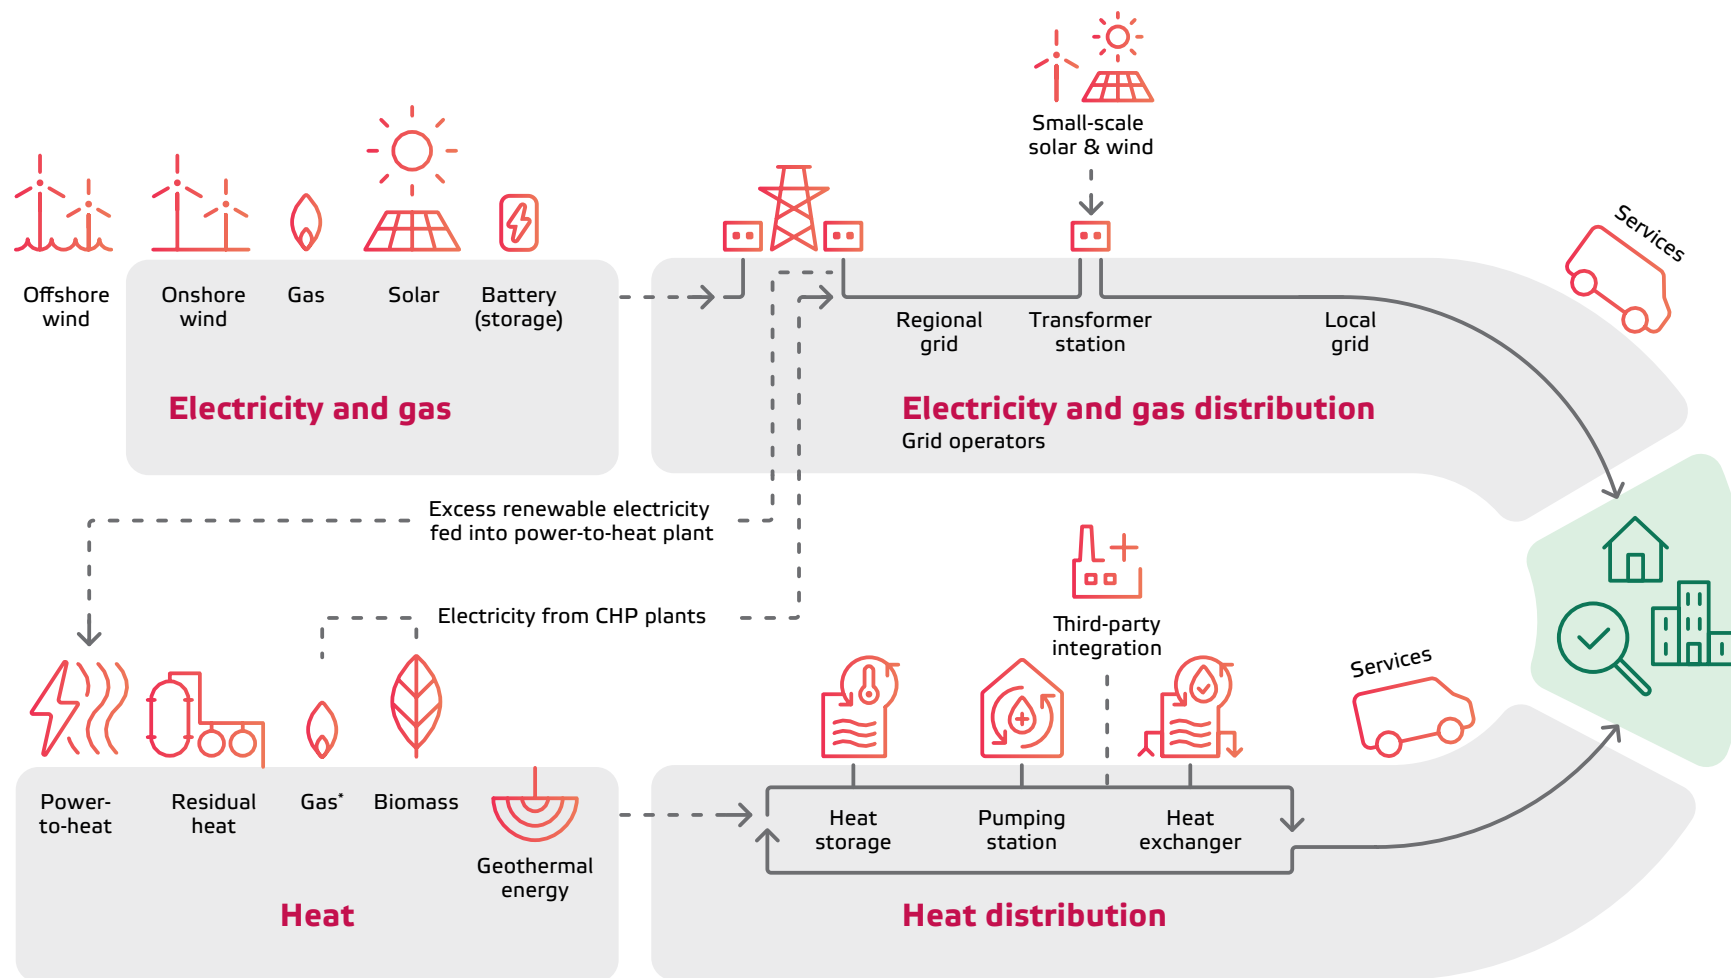 Small-scale
solar & wind
Services
Offshore
wind
Onshore
wind
Gas
Solar
Battery
(storage)
Regional
grid
Transformer
station
Local
grid
Electricity and gas
Electricity and gas distribution
Grid operators
Excess renewable electricity
fed into power-to-heat plant
Electricity from CHP plants
Third-party
integration
Services
Power-
to-heat
Residual
heat
Gas*
Biomass
Geothermal
energy
Heat
storage
Pumping
station
Heat
exchanger
Heat
Heat distribution